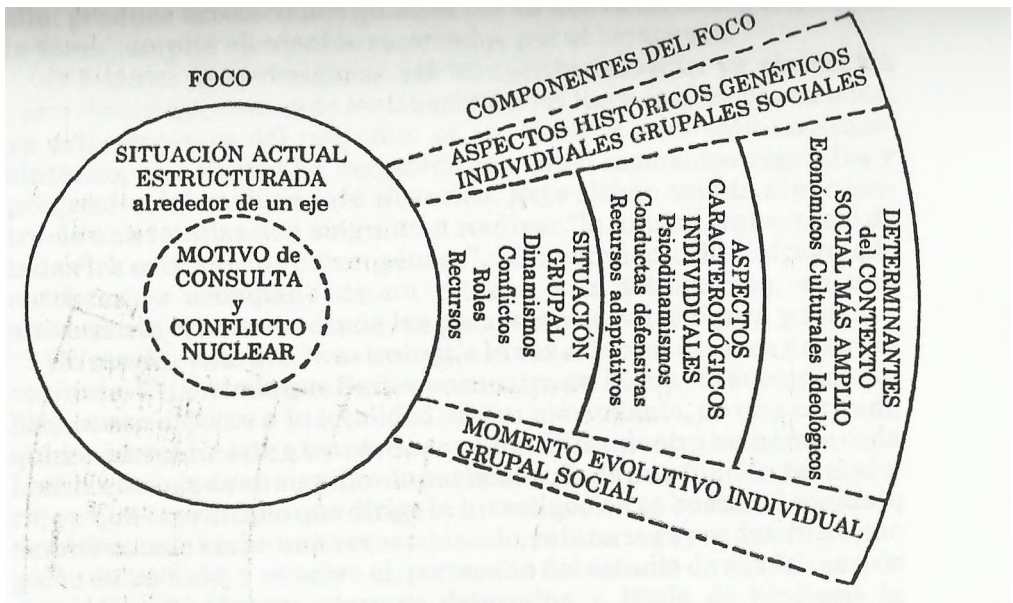 FOCO
SITUACIÓN ACTUAL
ESTRUCTURADA
alrededor de un eje
MOTIVO de
CONSULTA
y
CONFLICTO
NUCLEAR
COMPONENTES DEL FOCO
ASPECTOS HISTÓRICOS GENÉTICOS
INDIVIDUALES GRUPALES SOCIALES
SITUACIÓN
GRUPAL
Dinamismos
Conflictos
Roles
Recursos
ASPECTOS
CARACTEROLÓGICOS
INDIVIDUALES
Psicodinamismos
Conductas defensivas
Recursos adaptativos
DETERMINANTES
del CONTEXTO
SOCIAL MÁS AMPLIO
Económicos Culturales Ideológicos
MOMENTO EVOLUTIVO INDIVIDUAL
GRUPAL SOCIAL